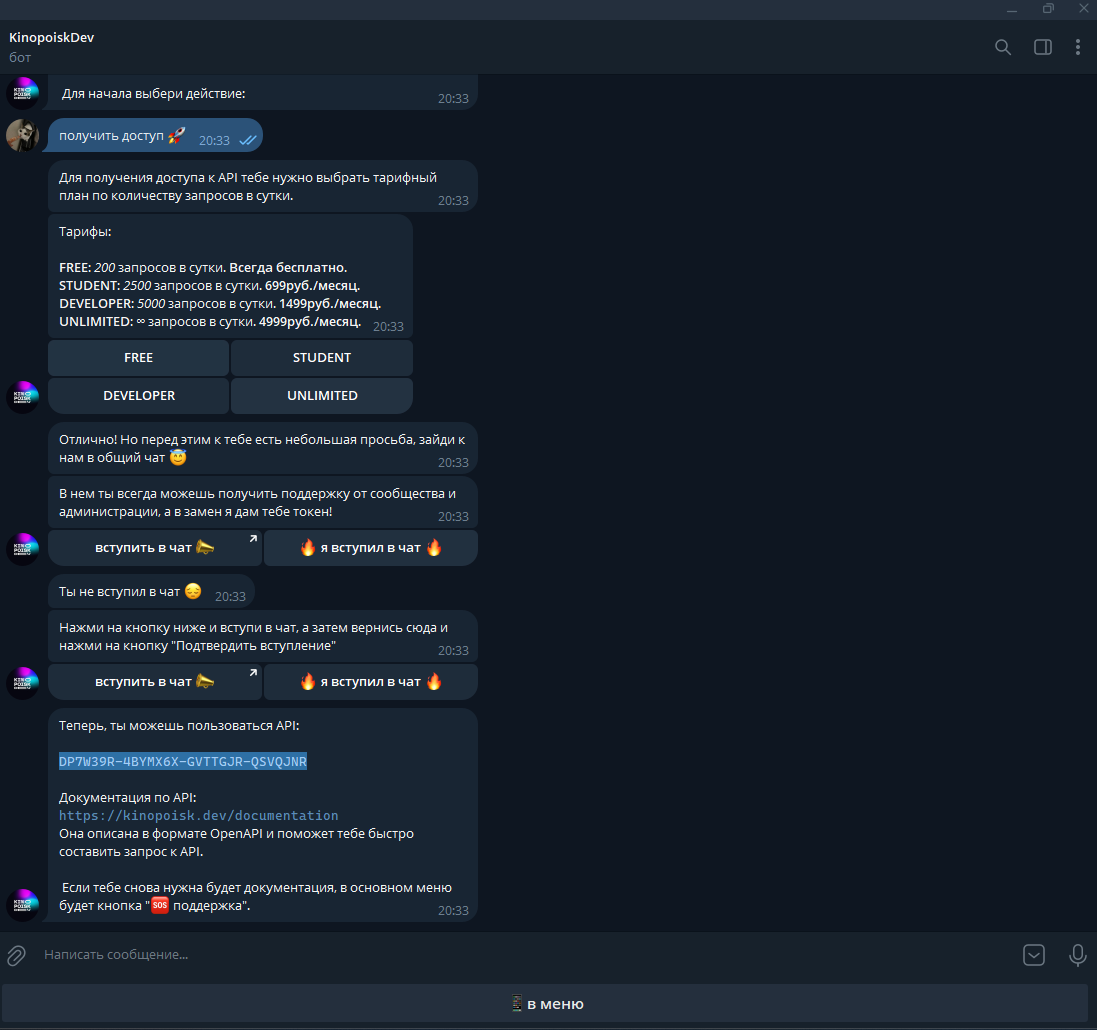 KinopoiskDev
бот
Для начала выбери действие:
20:33
получить доступ 🚀
20:33
Для получения доступа к API тебе нужно выбрать тарифный
план по количеству запросов в сутки.
20:33
Тарифы:
FREE: 200 запросов в сутки. Всегда бесплатно.
STUDENT: 2500 запросов в сутки. 699руб./месяц.
DEVELOPER: 5000 запросов в сутки. 1499руб./месяц.
UNLIMITED: ∞ запросов в сутки. 4999руб./месяц.
20:33
FREE
STUDENT
DEVELOPER
UNLIMITED
Отлично! Но перед этим к тебе есть небольшая просьба, зайди к
нам в общий чат 😇
20:33
В нем ты всегда можешь получить поддержку от сообщества и
администрации, а в замен я дам тебе токен!
20:33
вступить в чат 📣
🔥 я вступил в чат 🔥
Ты не вступил в чат 😔
20:33
Нажми на кнопку ниже и вступи в чат, а затем вернись сюда и
нажми на кнопку "Подтвердить вступление"
20:33
вступить в чат 📣
🔥 я вступил в чат 🔥
Теперь, ты можешь пользоваться API:
DP7W39R-4BYMX6X-GVTTGJR-QSVQJNR
Документация по API:
https://kinopoisk.dev/documentation
Она описана в формате OpenAPI и поможет тебе быстро
составить запрос к API.
Если тебе снова нужна будет документация, в основном меню
будет кнопка "🆘 поддержка".
20:33
Написать сообщение...
📱 в меню